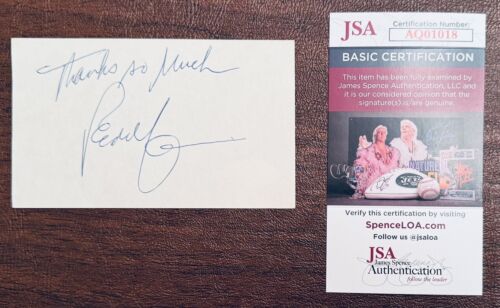 Thanks so Much
JSA
Certification Number:
AQ01018
BASIC CERTIFICATION
This item has been fully examined by
James Spence Authentication, LLC and
it is our considered opinion that the
signature(s) is/are genuine.
NATURE
Verify this certification by visiting
SpenceLOA.com
Follow us @jsaloa
JSA
James Spence
Authentication
follow the leader